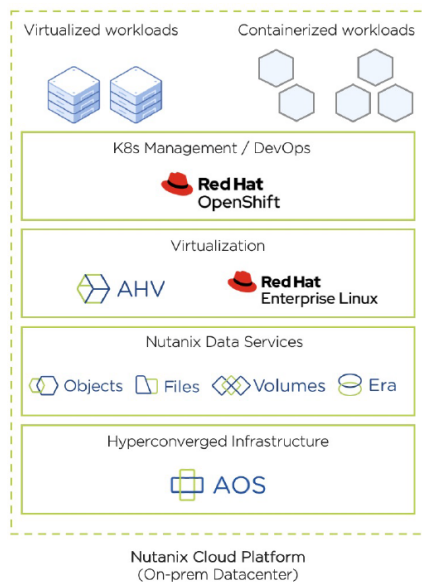 Virtualized workloads
Containerized workloads
K8s Management / DevOps
Red Hat
OpenShift
Virtualization
AHV
Red Hat
Enterprise Linux
Nutanix Data Services
Objects Files Volumes Era
Hyperconverged Infrastructure
AOS
Nutanix Cloud Platform
(On-prem Datacenter)